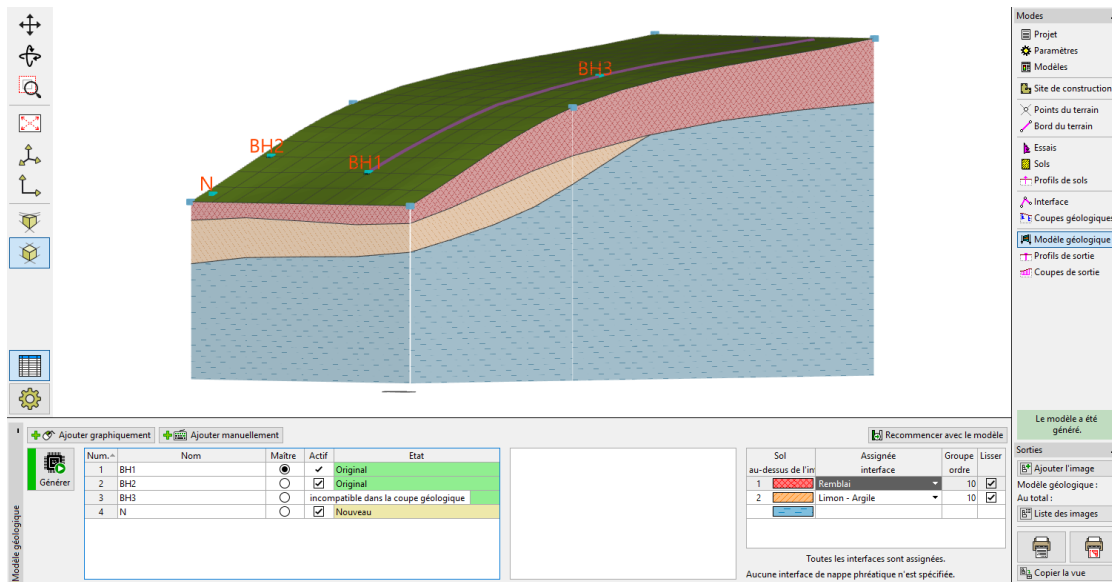 BH3
BH2
BH1
N
Modes
Projet
Paramètres
Modèles
Site de construction
Points du terrain
Bord du terrain
Essais
Sols
Profils de sols
Interface
Coupes géologiques
Modèle géologique
Profils de sortie
Coupes de sortie
Le modèle a été
généré.
Sorties
Ajouter l'image
Modèle géologique :
Au total :
Liste des images
Copier la vue
Modèle géologique
Ajouter graphiquement Ajouter manuellement
Générer
Num. Nom Maître Actif Etat
1 BH1 Original
2 BH2 Original
3 BH3 incompatible dans la coupe géologique
4 N Nouveau
Recommencer avec le modèle
Sol Assignée Groupe Lisser
au-dessus de l'in interface ordre
1 Remblai 10
2 Limon - Argile 10
Toutes les interfaces sont assignées.
Aucune interface de nappe phréatique n'est spécifiée.